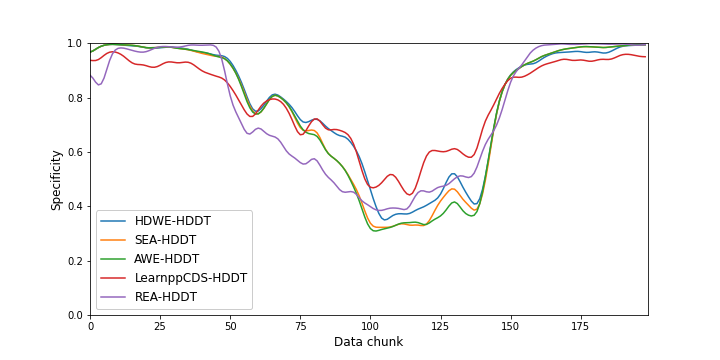 1.0
0.8
0.6
0.4
0.2
0.0
Specificity
HDWE-HDDT
SEA-HDDT
AWE-HDDT
LearnppCDS-HDDT
REA-HDDT
0 25 50 75 100 125 150 175
Data chunk